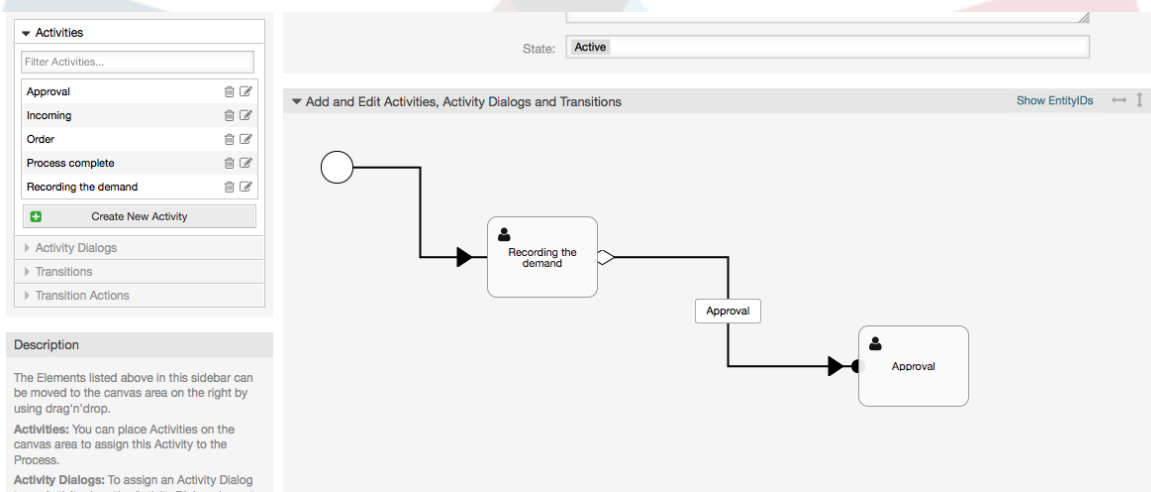 Activities
Filter Activities...
Approval
Incoming
Order
Process complete
Recording the demand
Create New Activity
Activity Dialogs
Transitions
Transition Actions
Description
The Elements listed above in this sidebar can
be moved to the canvas area on the right by
using drag'n'drop.
Activities: You can place Activities on the
canvas area to assign this Activity to the
Process.
Activity Dialogs: To assign an Activity Dialog
State: Active
Add and Edit Activities, Activity Dialogs and Transitions
Show EntityIDs
Recording the
demand
Approval
Approval